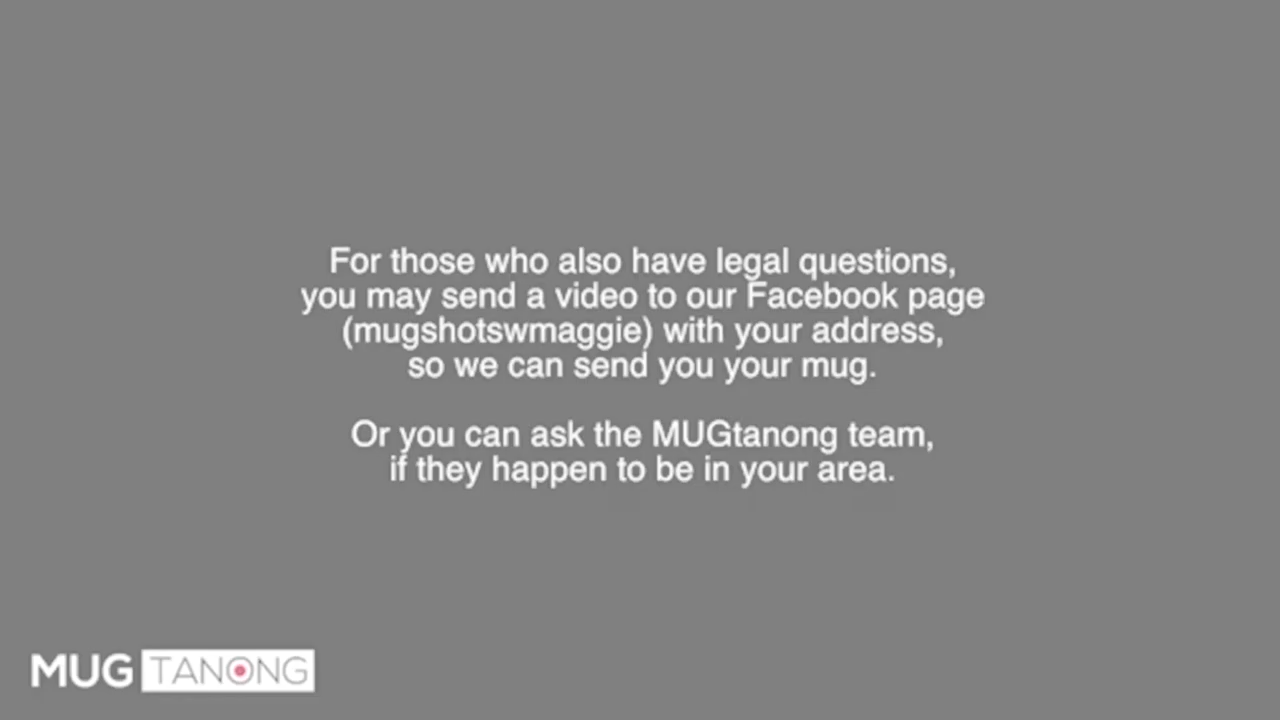 For those who also have legal questions,
you may send a video to our Facebook page
(mugshotswmaggie) with your address,
so we can send you your mug.
Or you can ask the MUGtanong team,
if they happen to be in your area.
MUG TANONG